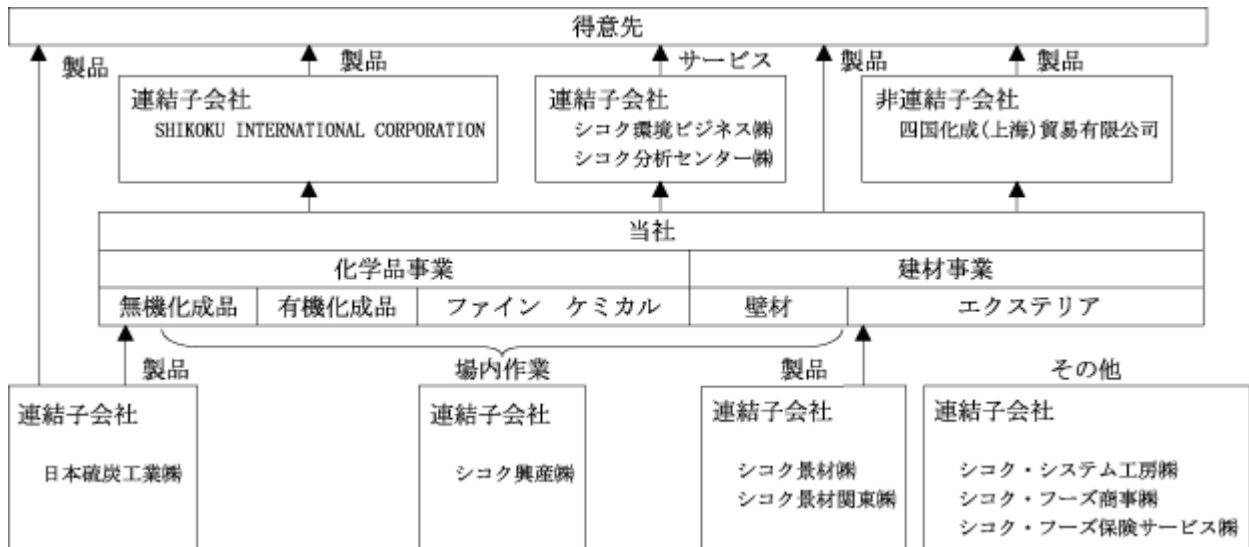 得意先
製品
製品
サービス
製品
製品
連結子会社
SHIKOKU INTERNATIONAL CORPORATION
連結子会社
シコク環境ビジネス㈱
シコク分析センター㈱
非連結子会社
四国化成(上海)貿易有限公司
当社
化学品事業
建材事業
無機化成品
有機化成品
ファイン ケミカル
壁材
エクステリア
製品
場内作業
製品
その他
連結子会社
日本硫炭工業㈱
連結子会社
シコク興産㈱
連結子会社
シコク景材㈱
シコク景材関東㈱
連結子会社
シコク・システム工房㈱
シコク・フーズ商事㈱
シコク・フーズ保険サービス㈱